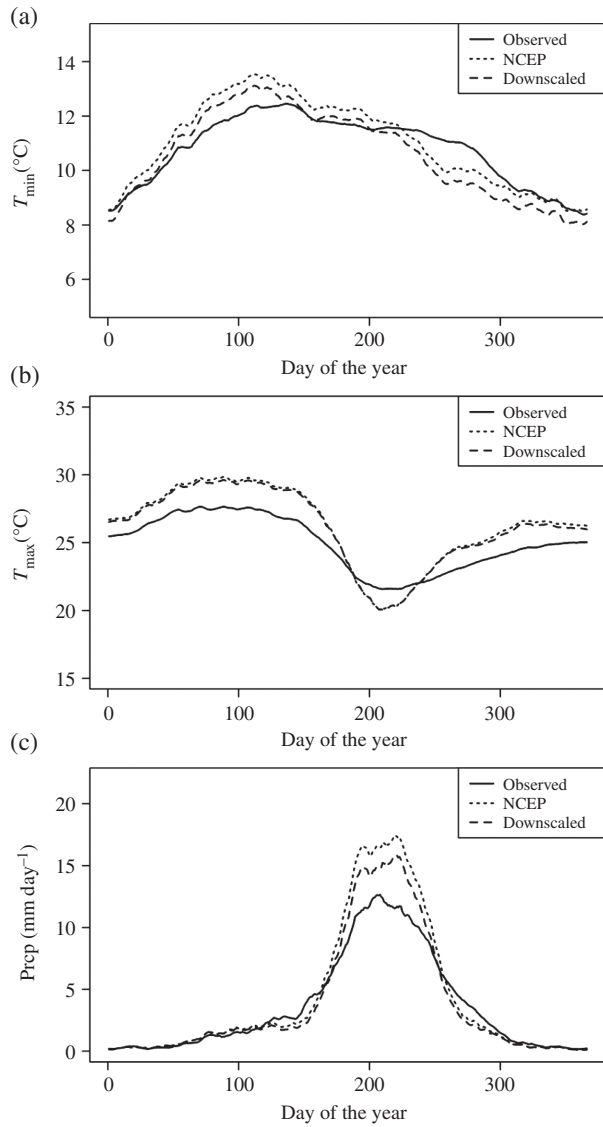 (a)
14
12
10
8
6
T_min (°C)
Observed
NCEP
Downscaled
0 100 200 300
Day of the year
(b)
35
30
25
20
15
T_max (°C)
Observed
NCEP
Downscaled
0 100 200 300
Day of the year
(c)
20
15
10
5
0
Prcp (mm day⁻¹)
Observed
NCEP
Downscaled
0 100 200 300
Day of the year